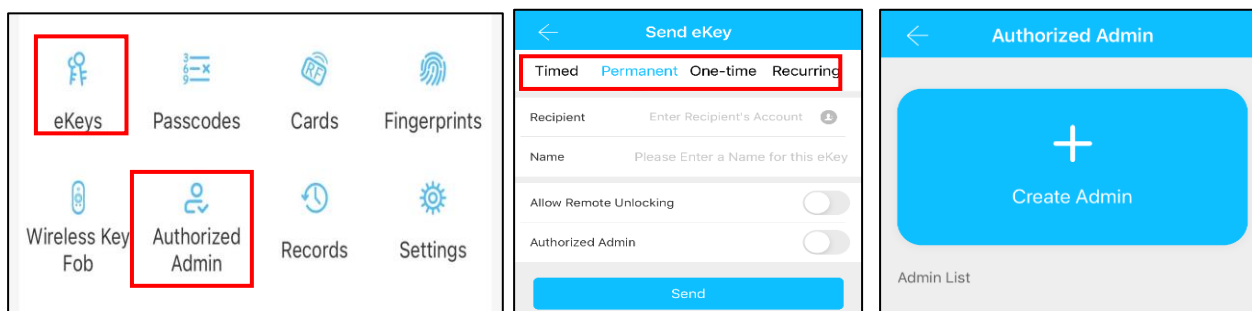 eKeys
Passcodes
Cards
Fingerprints
Wireless Key
Fob
Authorized
Admin
Records
Settings
Send eKey
Timed Permanent One-time Recurring
Recipient Enter Recipient's Account
Name Please Enter a Name for this eKey
Allow Remote Unlocking
Authorized Admin
Send
Authorized Admin
Create Admin
Admin List